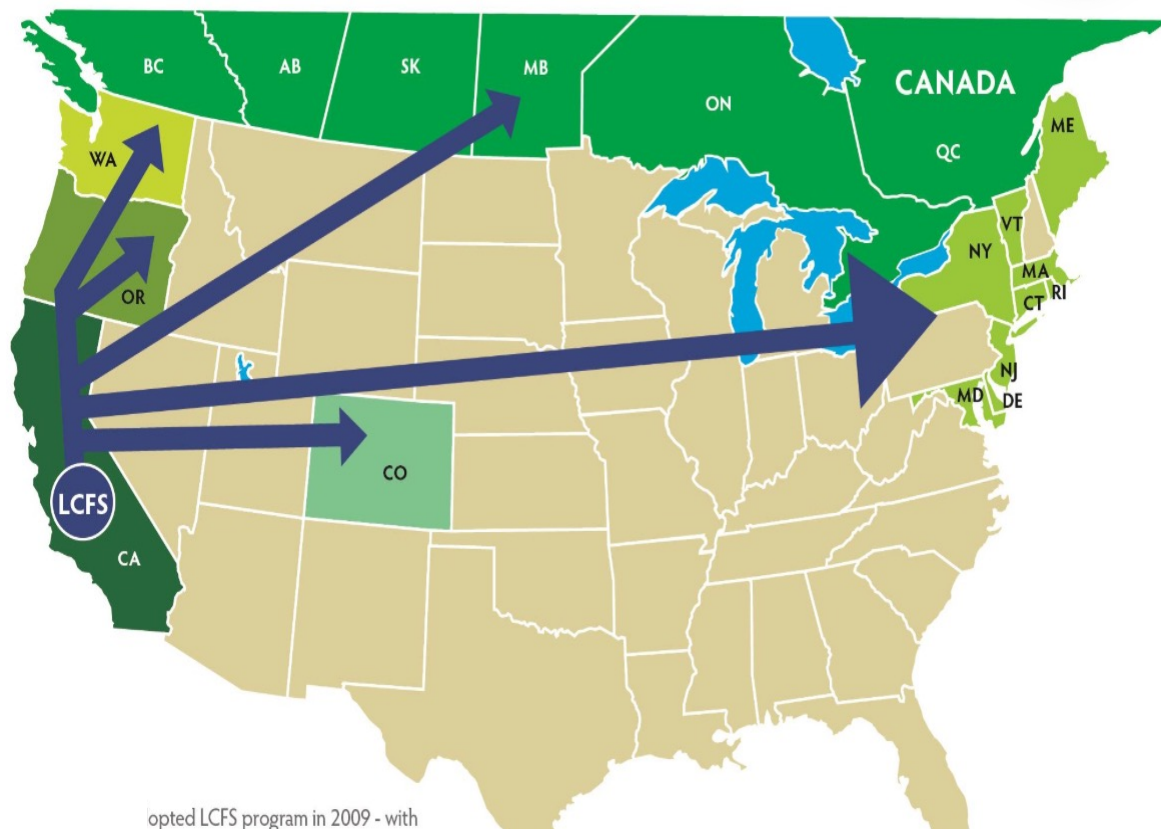 BC
AB
SK
MB
ON
CANADA
QC
ME
WA
VT
NY
MA
RI
CT
OR
NJ
MD
DE
CO
LCFS
CA
opted LCFS program in 2009 - with